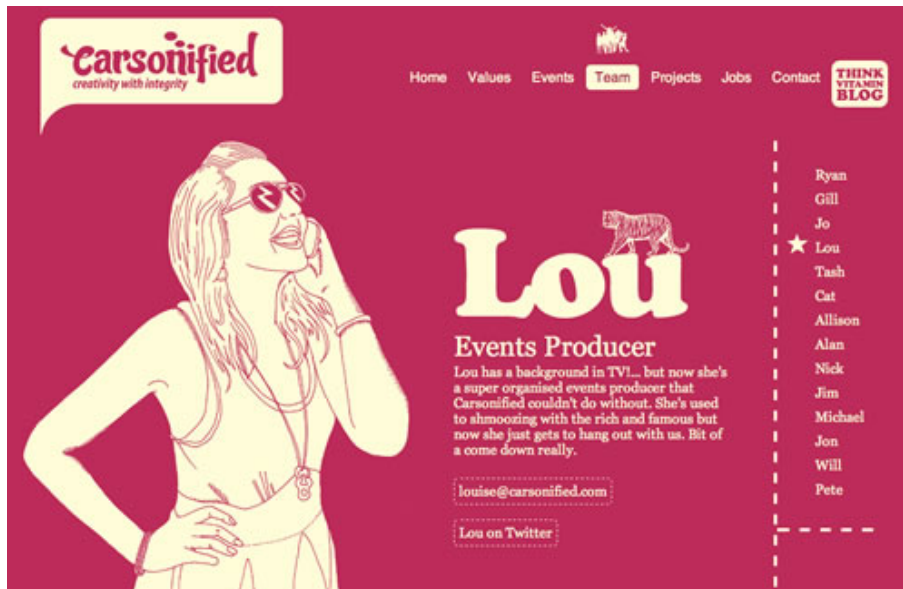 Carsonified
creativity with integrity
Home Values Events Team Projects Jobs Contact
THINK
VITAMIN
BLOG
Lou
Events Producer
Lou has a background in TV!... but now she's
a super organised events producer that
Carsonified couldn't do without. She's used
to shmoozing with the rich and famous but
now she just gets to hang out with us. Bit of
a come down really.
louise@carsonified.com
Lou on Twitter
Ryan
Gill
Jo
Lou
Tash
Cat
Allison
Alan
Nick
Jim
Michael
Jon
Will
Pete